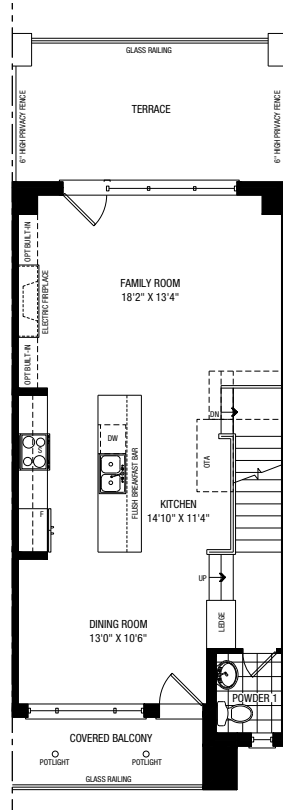 GLASS RAILING
TERRACE
6" HIGH PRIVACY FENCE
6" HIGH PRIVACY FENCE
OPT BUILT-IN
ELECTRIC FIREPLACE
OPT BUILT-IN
FAMILY ROOM
18'2" X 13'4"
DN
DW
S
OTA
FLUSH BREAKFAST BAR
KITCHEN
14'10" X 11'4"
F
UP
LEDGE
DINING ROOM
13'0" X 10'6"
POWDER 1
COVERED BALCONY
POTLIGHT
POTLIGHT
GLASS RAILING